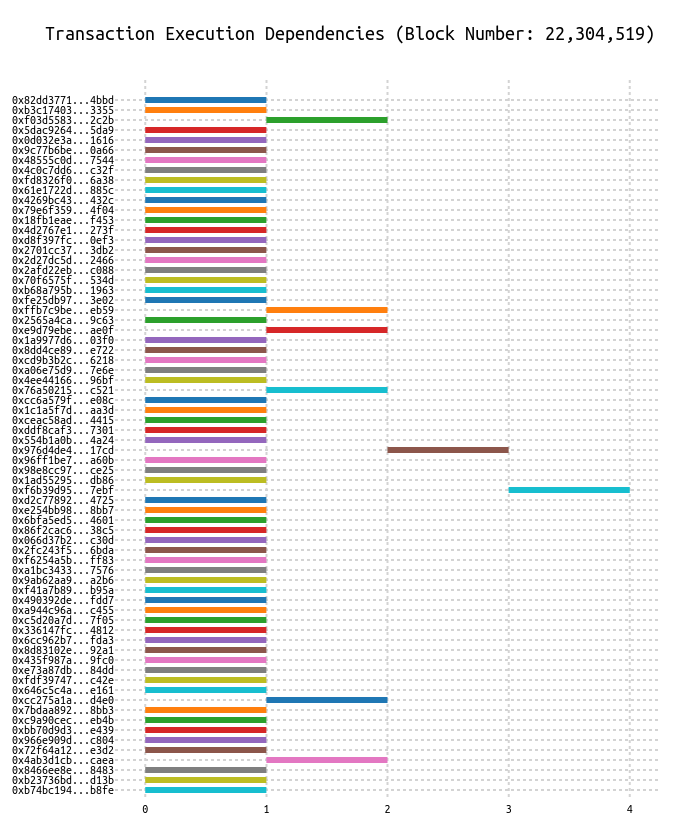 Transaction Execution Dependencies (Block Number: 22,304,519)
0x82dd3771...4bbd
0xb3c17403...3355
0xf03d5583...2c2b
0x5dac9264...5da9
0x0d032e3a...1616
0x9c77b6be...0a66
0x48555c0d...7544
0x4c0c7dd6...c32f
0xfd8326f0...6a38
0x61e1722d...885c
0x4269bc43...432c
0x79e6f359...4f04
0x18fb1eae...f453
0x4d2767e1...273f
0xd8f397fc...0ef3
0x2701cc37...3db2
0x2d27dc5d...2466
0x2afd22eb...c088
0x70f6575f...534d
0xb68a795b...1963
0xfe25db97...3e02
0xffb7c9be...eb59
0x2565a4ca...9c63
0xe9d79ebe...ae0f
0x1a9977d6...03f0
0x8dd4ce89...e722
0xcd9b3b2c...6218
0xa06e75d9...7e6e
0x4ee44166...96bf
0x76a50215...c521
0xcc6a579f...e08c
0x1c1a5f7d...aa3d
0xceac58ad...4415
0xddf8caf3...7301
0x554b1a0b...4a24
0x976d4de4...17cd
0x96ff1be7...a60b
0x98e8cc97...ce25
0x1ad55295...db86
0xf6b39d95...7ebf
0xd2c77892...4725
0xe254bb98...8bb7
0x6bfa5ed5...4601
0x86f2cac6...38c5
0x066d37b2...c30d
0x2fc243f5...6bda
0xf6254a5b...ff83
0xa1bc3433...7576
0x9ab62aa9...a2b6
0xf41a7b89...b95a
0x490392de...fdd7
0xa944c96a...c455
0xc5d20a7d...7f05
0x336147fc...4812
0x6cc962b7...fda3
0x8d83102e...92a1
0x435f987a...9fc0
0xe73a87db...84dd
0xfdf39747...c42e
0x646c5c4a...e161
0xcc275a1a...d4e0
0x7bdaa892...8bb3
0xc9a90cec...eb4b
0xbb70d9d3...e439
0x966e909d...c804
0x72f64a12...e3d2
0x4ab3d1cb...caea
0x8466ee8e...8483
0xb23736bd...d13b
0xb74bc194...b8fe
0 1 2 3 4